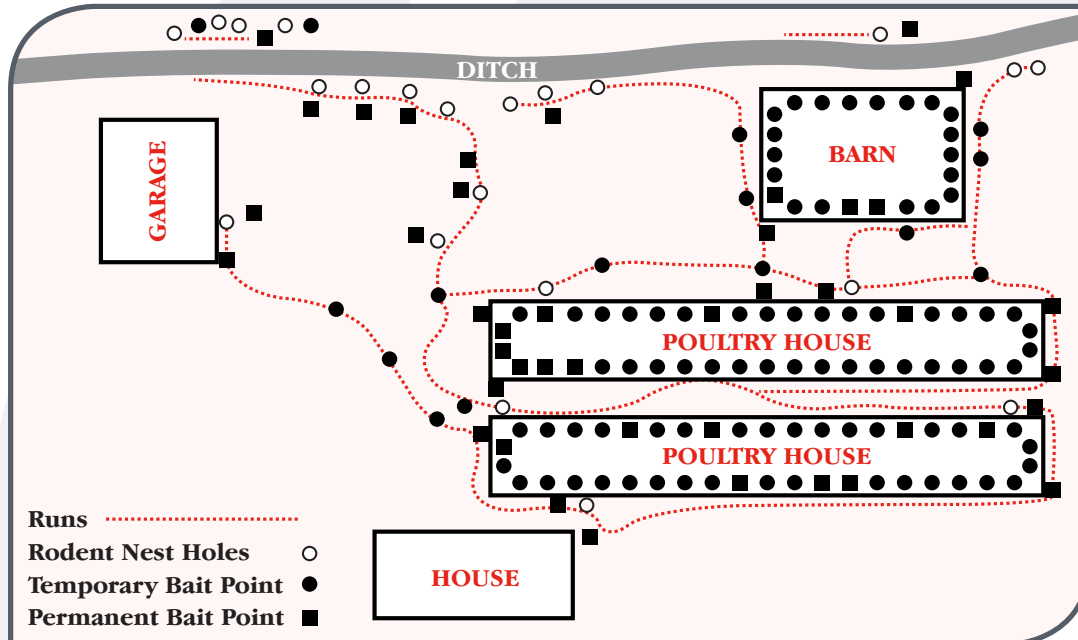 DITCH
GARAGE
BARN
POULTRY HOUSE
POULTRY HOUSE
HOUSE
Runs
Rodent Nest Holes
Temporary Bait Point
Permanent Bait Point